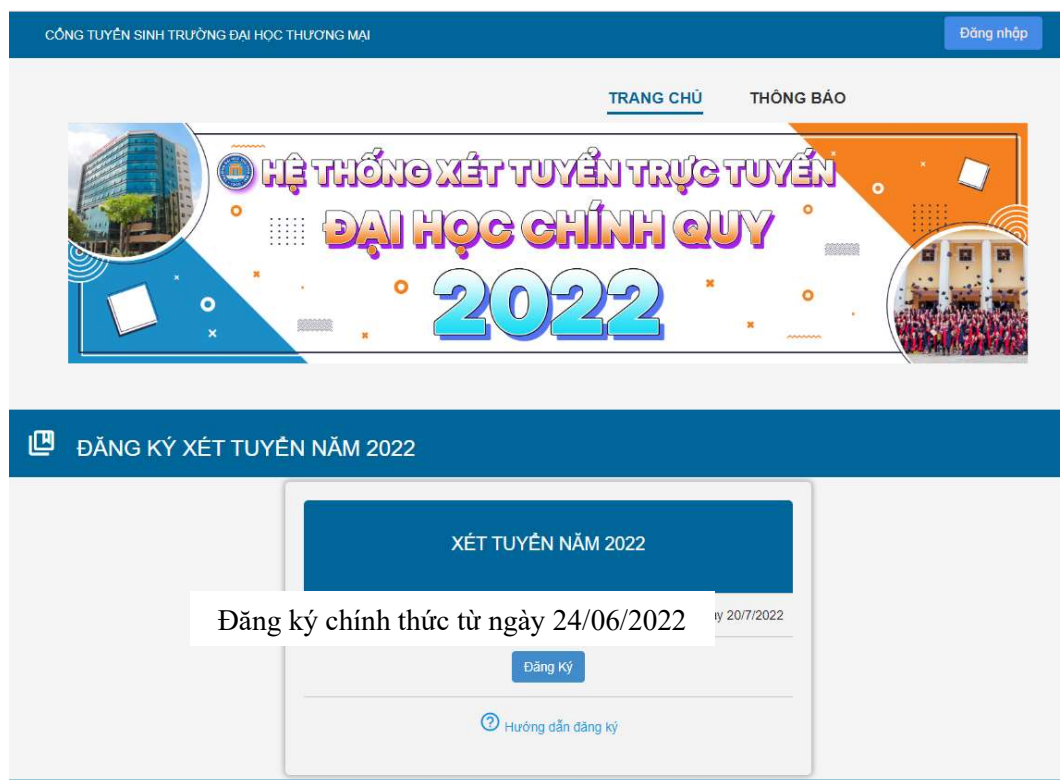 CỔNG TUYỂN SINH TRƯỜNG ĐẠI HỌC THƯƠNG MẠI
Đăng nhập
TRANG CHỦ THÔNG BÁO
HỆ THỐNG XÉT TUYỂN TRỰC TUYẾN
ĐẠI HỌC CHÍNH QUY
2022
ĐĂNG KÝ XÉT TUYỂN NĂM 2022
XÉT TUYỂN NĂM 2022
Đăng ký chính thức từ ngày 24/06/2022
20/7/2022
Đăng Ký
Hướng dẫn đăng ký